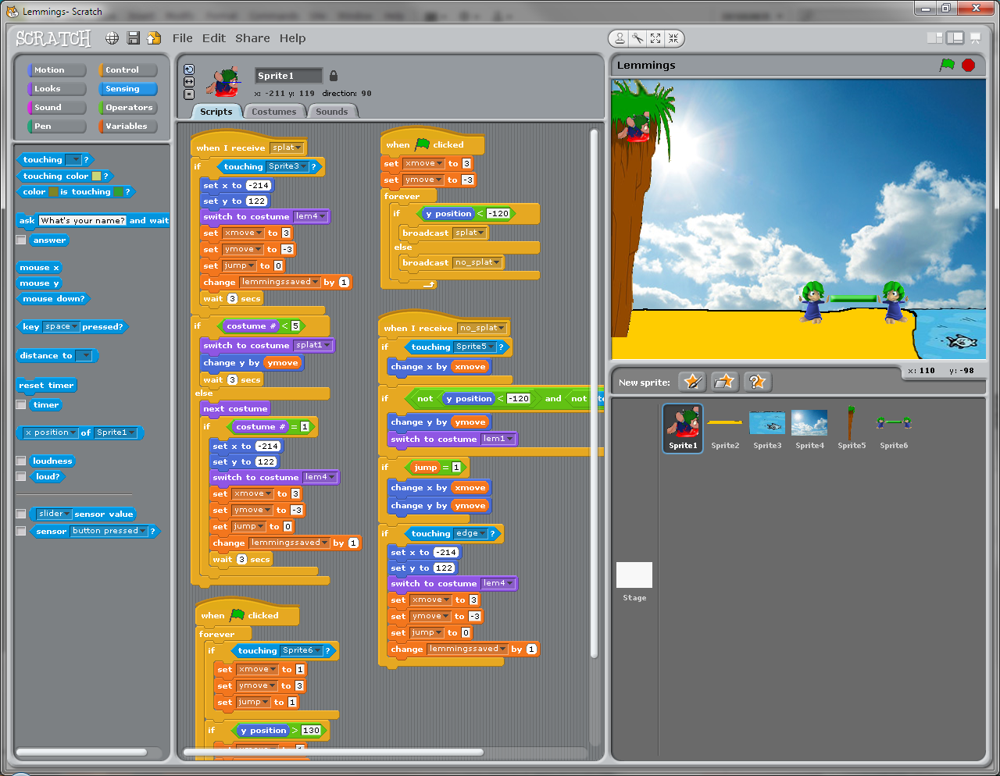 Lemmings- Scratch
SCRATCH
File Edit Share Help
Motion Control
Looks Sensing
Sound Operators
Pen Variables
touching ?
touching color ?
color is touching ?
ask What's your name? and wait
answer
mouse x
mouse y
mouse down?
key space pressed?
distance to
reset timer
timer
x position of Sprite1
loudness
loud?
slider sensor value
sensor button pressed ?
Sprite1
x: -211 y: 119 direction: 90
Scripts Costumes Sounds
when I receive splat
if touching Sprite3 ?
set x to -214
set y to 122
switch to costume lem4
set xmove to 3
set ymove to -3
set jump to 0
change lemmingssaved by 1
wait 3 secs
if costume # < 5
switch to costume splat1
change y by ymove
wait 3 secs
else
next costume
if costume # = 1
set x to -214
set y to 122
switch to costume lem4
set xmove to 3
set ymove to -3
set jump to 0
change lemmingssaved by 1
wait 3 secs
when clicked
forever
if touching Sprite6 ?
set xmove to 1
set ymove to 3
set jump to 1
if y position > 130
when clicked
set xmove to 3
set ymove to -3
forever
if y position < -120
broadcast splat
else
broadcast no_splat
when I receive no_splat
if touching Sprite5 ?
change x by xmove
if not y position < -120 and not
change y by ymove
switch to costume lem1
if jump = 1
change x by xmove
change y by ymove
if touching edge ?
set x to -214
set y to 122
switch to costume lem4
set xmove to 3
set ymove to -3
set jump to 0
change lemmingssaved by 1
Lemmings
x: 110 y: -98
New sprite:
Sprite1 Sprite2 Sprite3 Sprite4 Sprite5 Sprite6
Stage